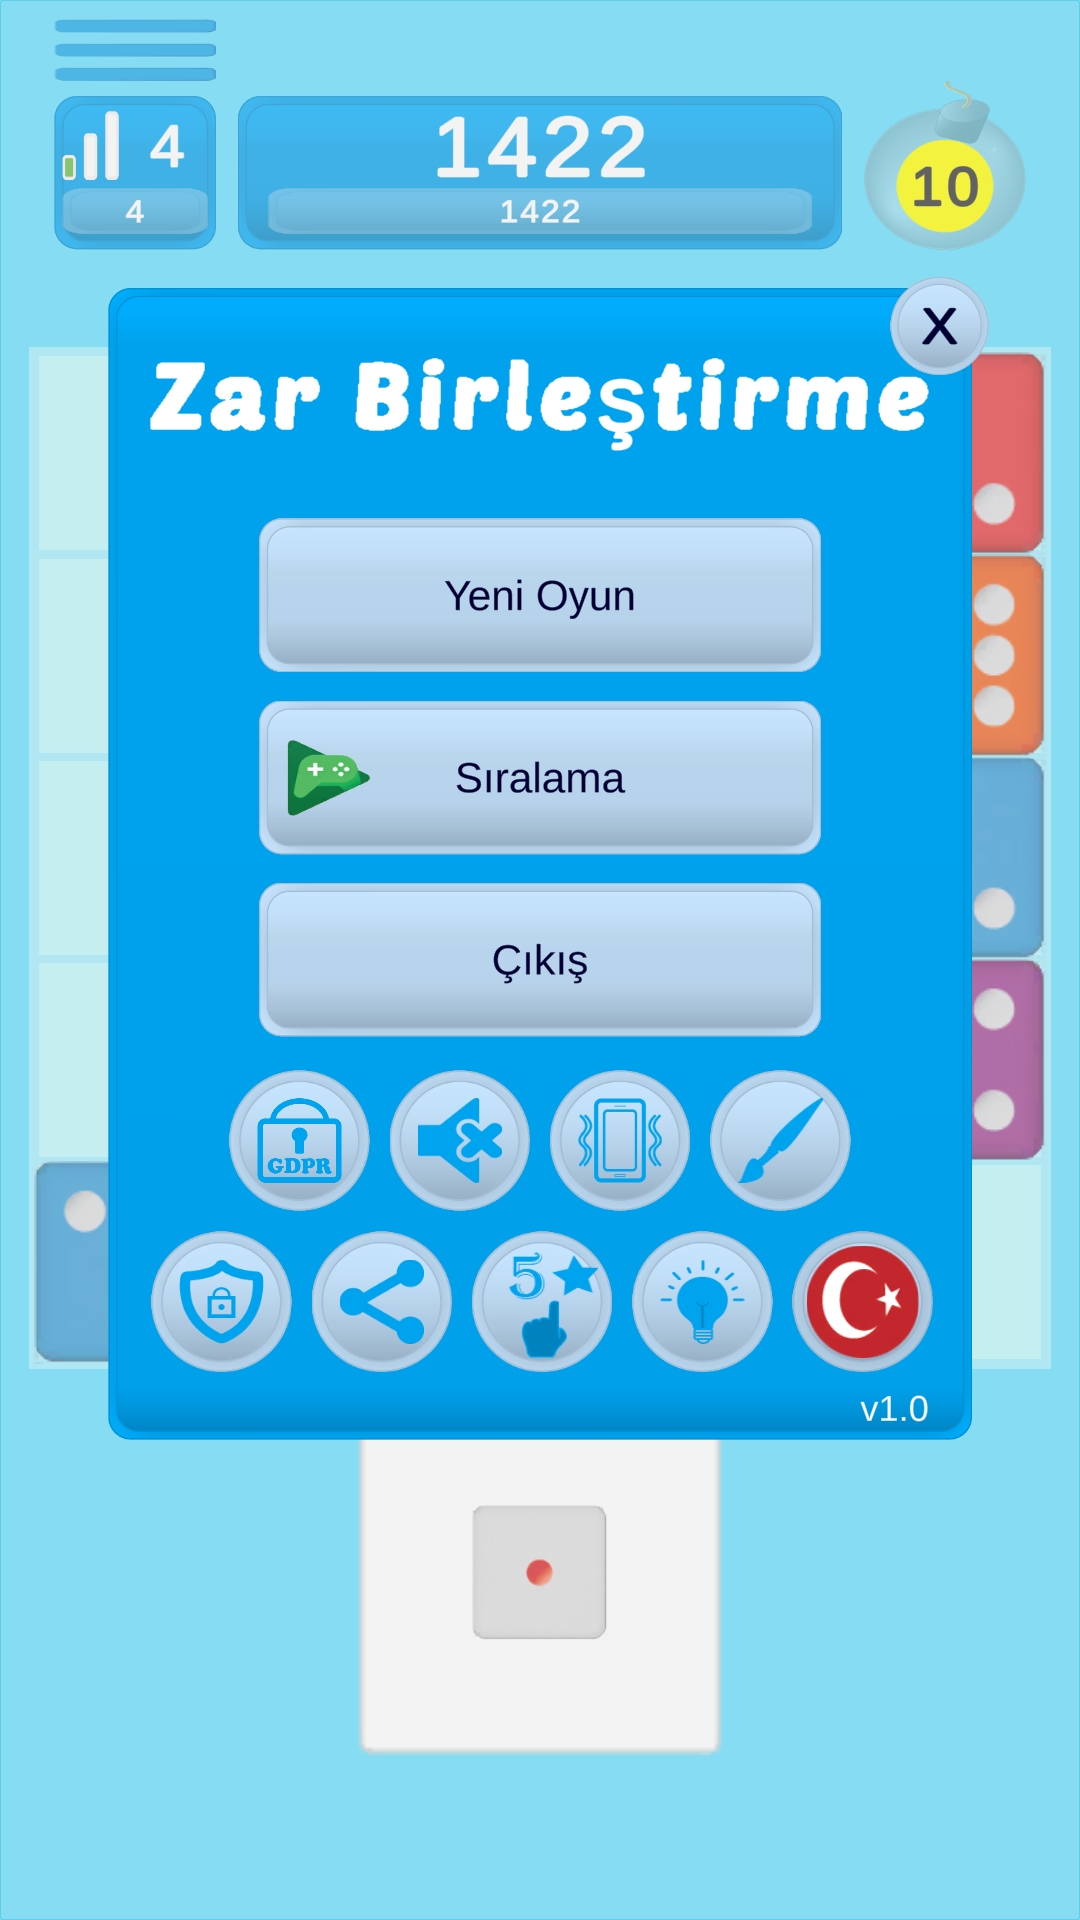 4
4
1422
1422
10
X
Zar Birleştirme
Yeni Oyun
Sıralama
Çıkış
GDPR
5
v1.0